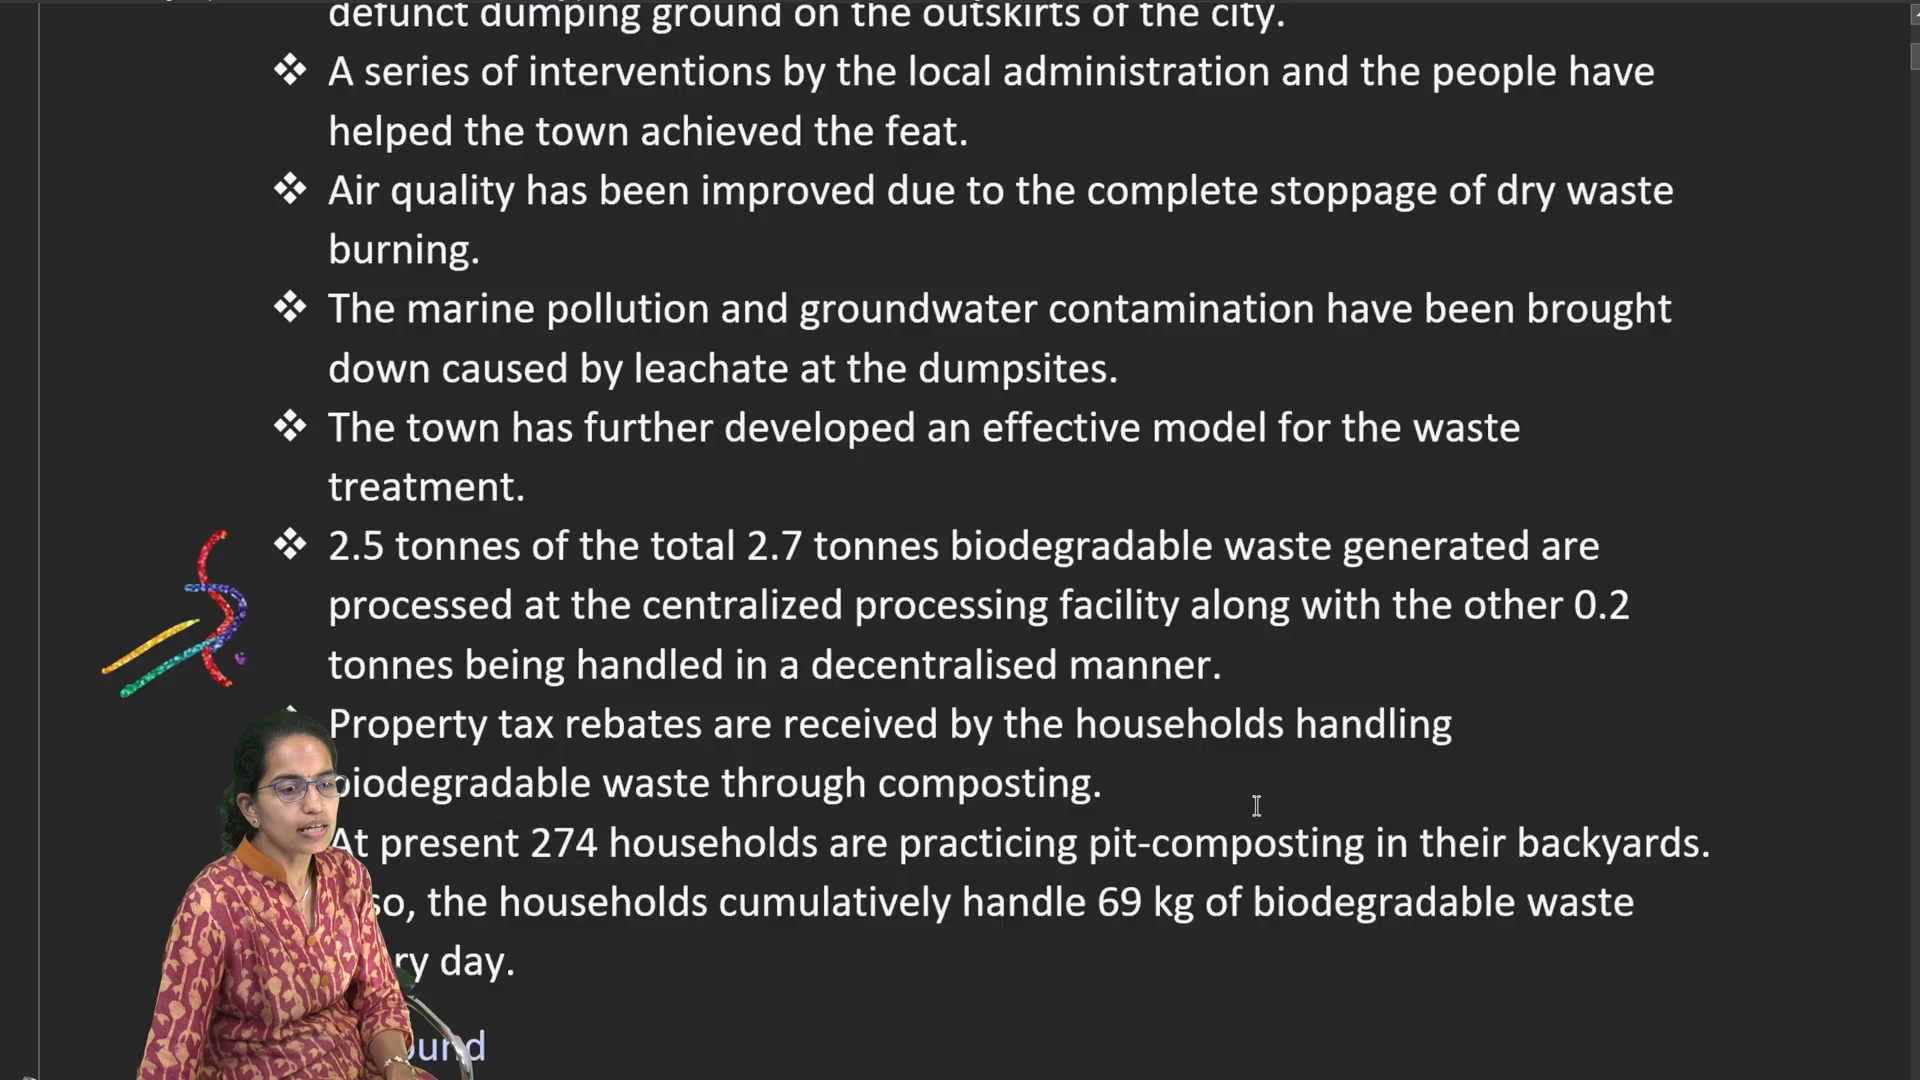 defunct dumping ground on the outskirts of the city.
❖ A series of interventions by the local administration and the people have
helped the town achieved the feat.
❖ Air quality has been improved due to the complete stoppage of dry waste
burning.
❖ The marine pollution and groundwater contamination have been brought
down caused by leachate at the dumpsites.
❖ The town has further developed an effective model for the waste
treatment.
❖ 2.5 tonnes of the total 2.7 tonnes biodegradable waste generated are
processed at the centralized processing facility along with the other 0.2
tonnes being handled in a decentralised manner.
Property tax rebates are received by the households handling
biodegradable waste through composting.
At present 274 households are practicing pit-composting in their backyards.
so, the households cumulatively handle 69 kg of biodegradable waste
ry day.
ound